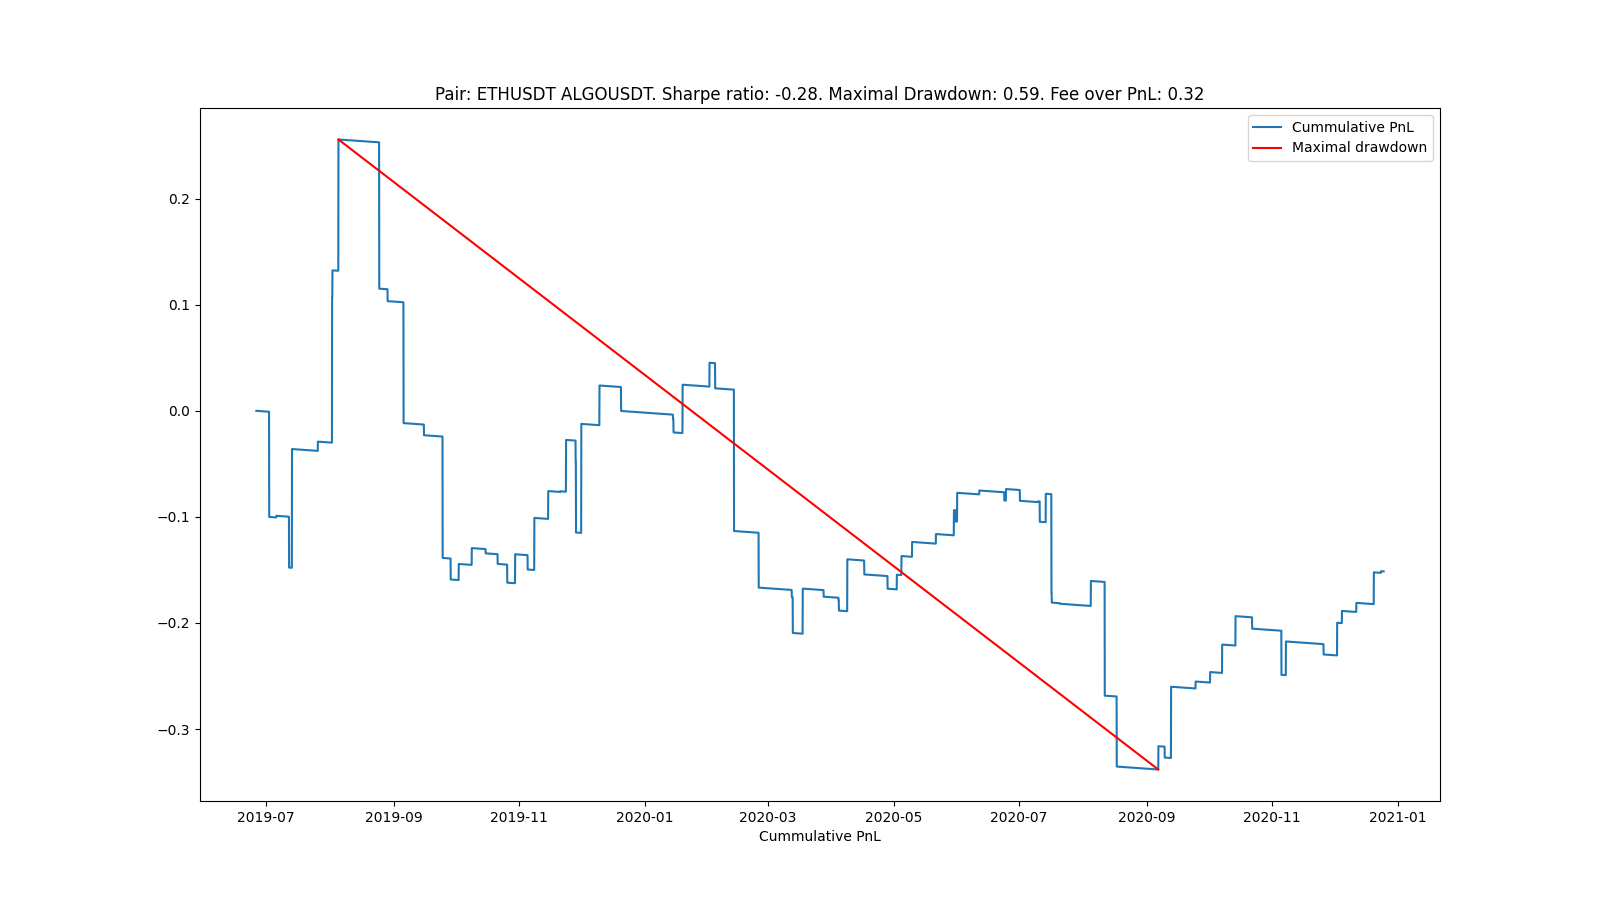 Pair: ETHUSDT ALGOUSDT. Sharpe ratio: -0.28. Maximal Drawdown: 0.59. Fee over PnL: 0.32
Cummulative PnL
Maximal drawdown
0.2
0.1
0.0
−0.1
−0.2
−0.3
2019-07 2019-09 2019-11 2020-01 2020-03 2020-05 2020-07 2020-09 2020-11 2021-01
Cummulative PnL